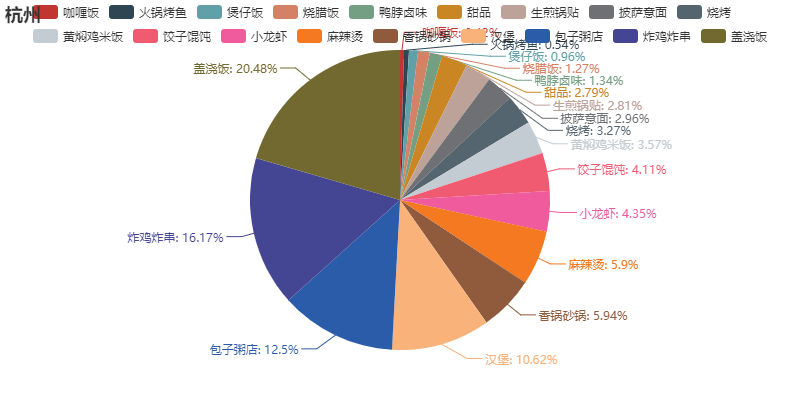 杭州
咖喱饭 火锅烤鱼 煲仔饭 烧腊饭 鸭脖卤味 甜品 生煎锅贴 披萨意面 烧烤
黄焖鸡米饭 饺子馄饨 小龙虾 麻辣烫 香锅砂锅 汉堡 包子粥店 炸鸡炸串 盖浇饭
火锅烤鱼: 0.54%
煲仔饭: 0.96%
烧腊饭: 1.27%
鸭脖卤味: 1.34%
甜品: 2.79%
生煎锅贴: 2.81%
披萨意面: 2.96%
烧烤: 3.27%
黄焖鸡米饭: 3.57%
饺子馄饨: 4.11%
小龙虾: 4.35%
麻辣烫: 5.9%
香锅砂锅: 5.94%
汉堡: 10.62%
包子粥店: 12.5%
炸鸡炸串: 16.17%
盖浇饭: 20.48%